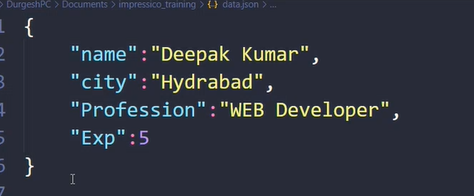 DurgeshPC > Documents > impressico_training > {} data.json > ...
1 {
2 "name":"Deepak Kumar",
3 "city":"Hydrabad",
4 "Profession":"WEB Developer",
5 "Exp":5
6 }
7